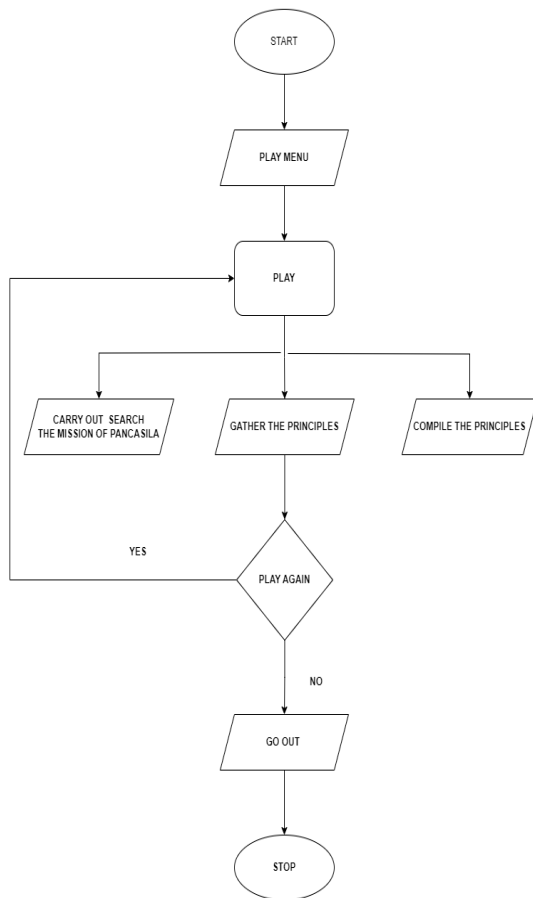 START
PLAY MENU
PLAY
CARRY OUT SEARCH
THE MISSION OF PANCASILA
GATHER THE PRINCIPLES
COMPILE THE PRINCIPLES
YES
PLAY AGAIN
NO
GO OUT
STOP